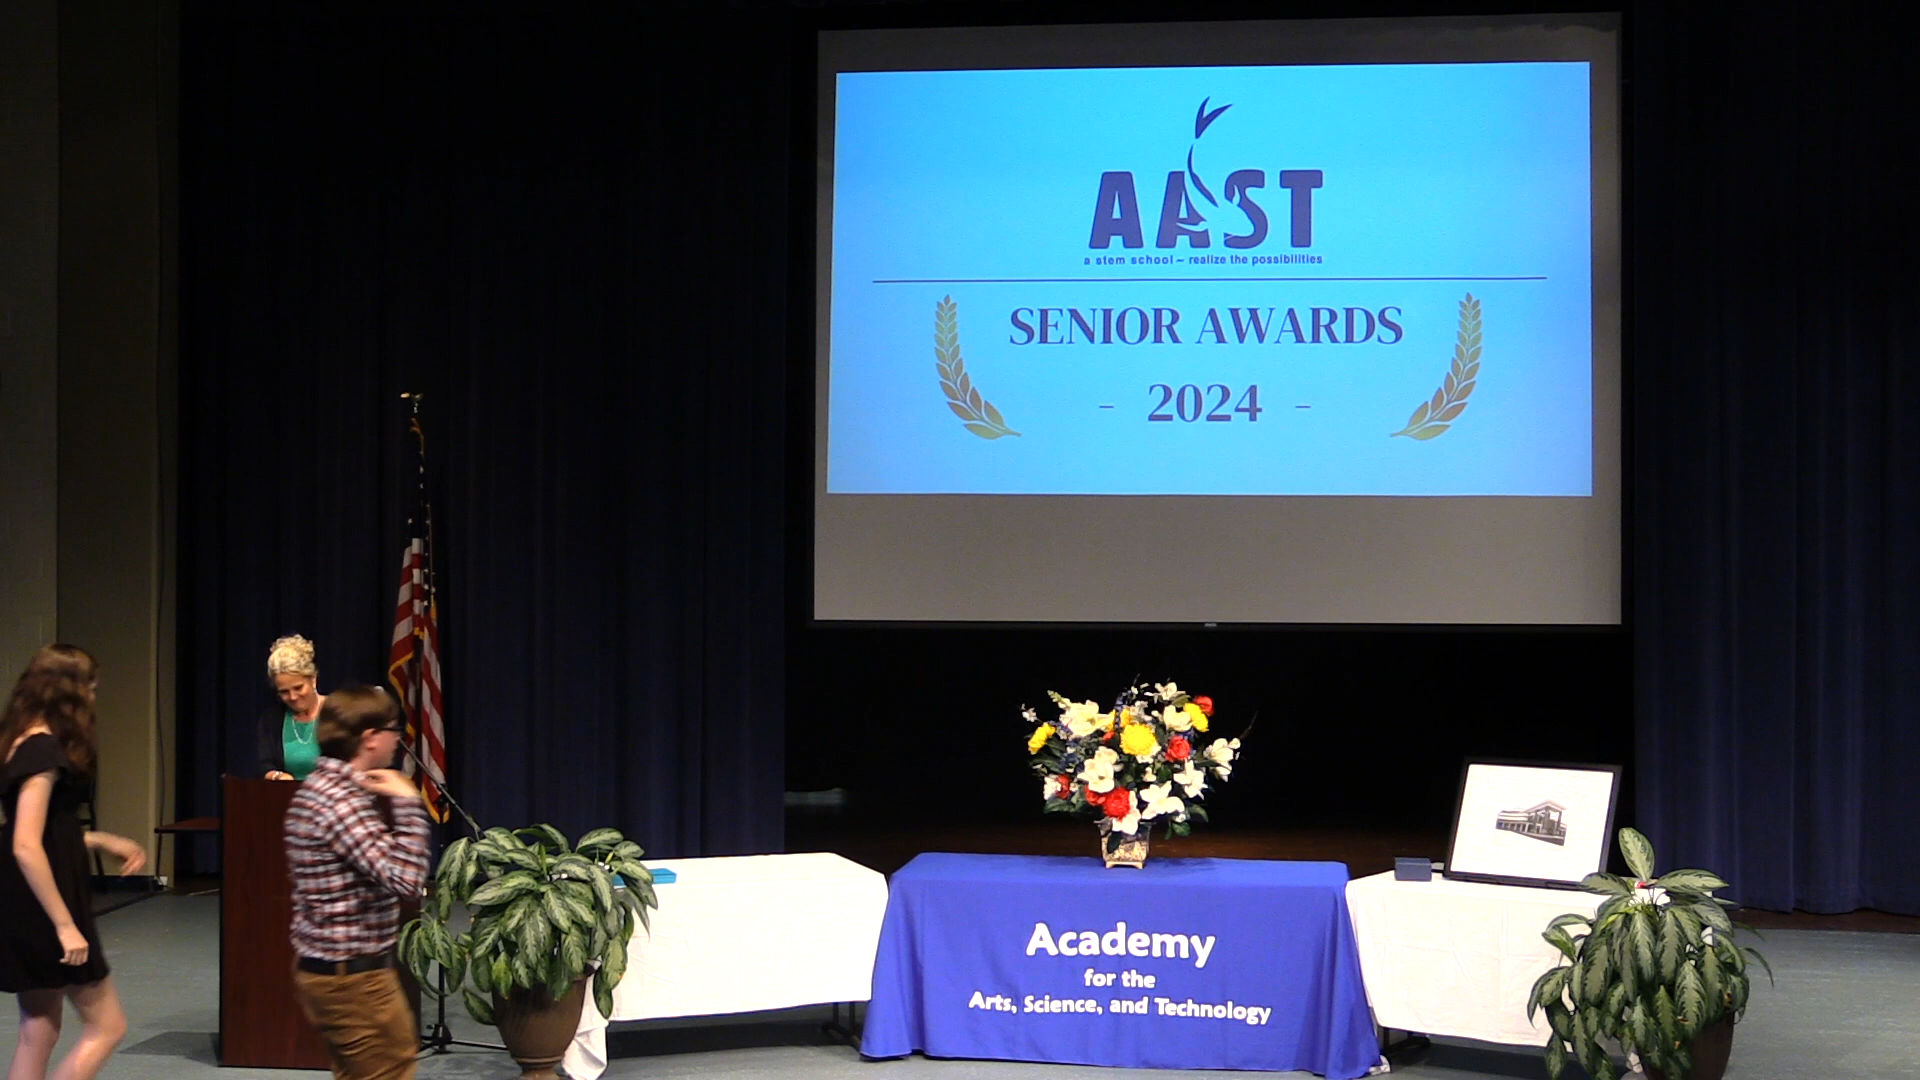 AAST
a stem school ~ realize the possibilities
SENIOR AWARDS
- 2024 -
Academy
for the
Arts, Science, and Technology